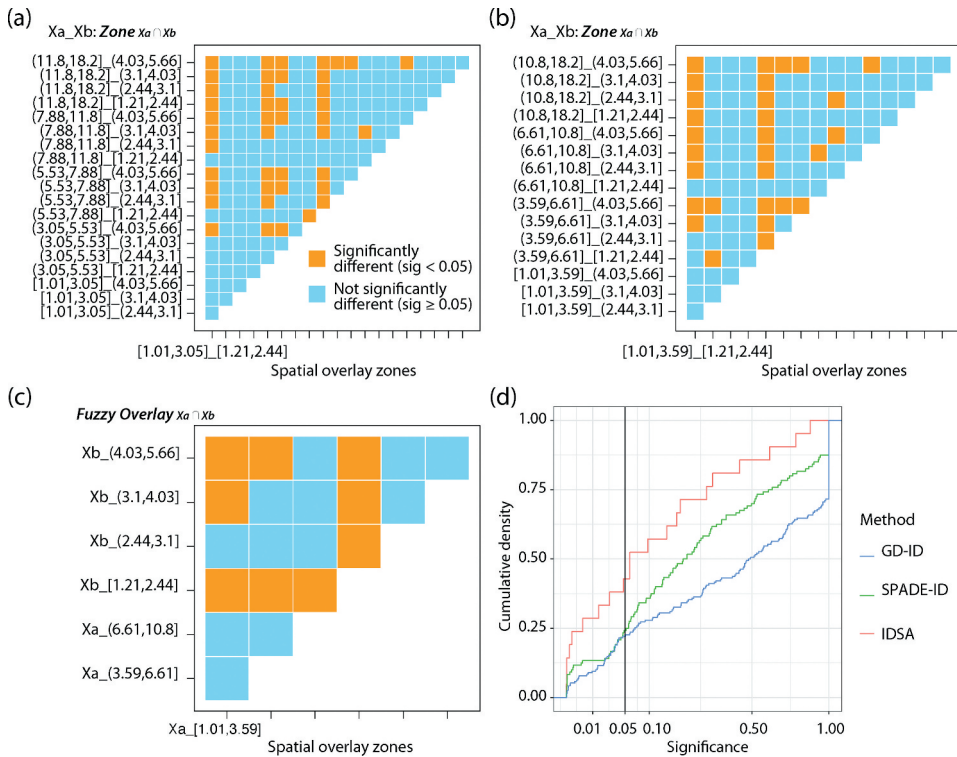 (a)
Xa_Xb: Zone Xa ∩ Xb
(11.8,18.2]_(4.03,5.66]
(11.8,18.2]_(3.1,4.03]
(11.8,18.2]_(2.44,3.1]
(11.8,18.2]_[1.21,2.44]
(7.88,11.8]_(4.03,5.66]
(7.88,11.8]_(3.1,4.03]
(7.88,11.8]_(2.44,3.1]
(7.88,11.8]_[1.21,2.44]
(5.53,7.88]_(4.03,5.66]
(5.53,7.88]_(3.1,4.03]
(5.53,7.88]_(2.44,3.1]
(5.53,7.88]_[1.21,2.44]
(3.05,5.53]_(4.03,5.66]
(3.05,5.53]_(3.1,4.03]
(3.05,5.53]_(2.44,3.1]
(3.05,5.53]_[1.21,2.44]
[1.01,3.05]_(4.03,5.66]
[1.01,3.05]_(3.1,4.03]
[1.01,3.05]_(2.44,3.1]
Significantly
different (sig < 0.05)
Not significantly
different (sig ≥ 0.05)
[1.01,3.05]_[1.21,2.44]
Spatial overlay zones
(b)
Xa_Xb: Zone Xa ∩ Xb
(10.8,18.2]_(4.03,5.66]
(10.8,18.2]_(3.1,4.03]
(10.8,18.2]_(2.44,3.1]
(10.8,18.2]_[1.21,2.44]
(6.61,10.8]_(4.03,5.66]
(6.61,10.8]_(3.1,4.03]
(6.61,10.8]_(2.44,3.1]
(6.61,10.8]_[1.21,2.44]
(3.59,6.61]_(4.03,5.66]
(3.59,6.61]_(3.1,4.03]
(3.59,6.61]_(2.44,3.1]
(3.59,6.61]_[1.21,2.44]
[1.01,3.59]_(4.03,5.66]
[1.01,3.59]_(3.1,4.03]
[1.01,3.59]_(2.44,3.1]
[1.01,3.59]_[1.21,2.44]
Spatial overlay zones
(c)
Fuzzy Overlay Xa ∩ Xb
Xb_(4.03,5.66]
Xb_(3.1,4.03]
Xb_(2.44,3.1]
Xb_[1.21,2.44]
Xa_(6.61,10.8]
Xa_(3.59,6.61]
Xa_[1.01,3.59]
Spatial overlay zones
(d)
Cumulative density
1.00
0.75
0.50
0.25
0.00
0.01 0.05 0.10 0.50 1.00
Significance
Method
GD-ID
SPADE-ID
IDSA